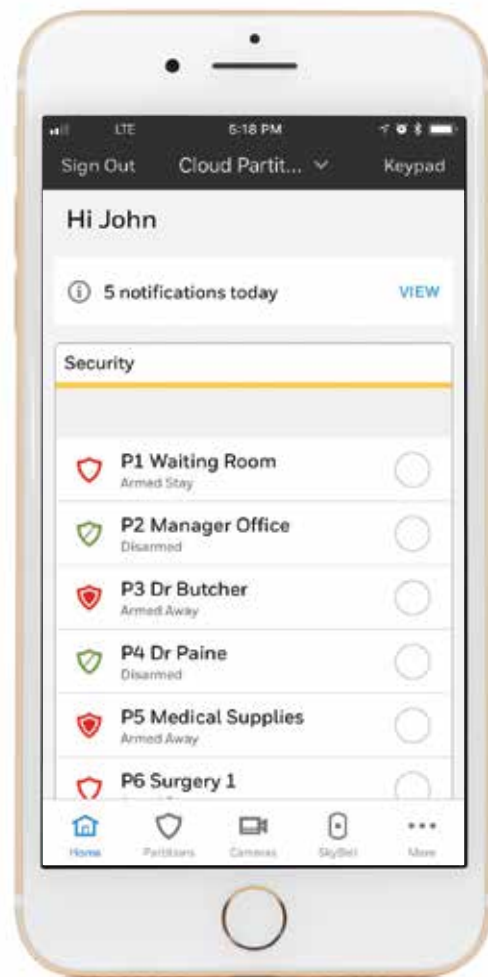 LTE 5:18 PM
Sign Out Cloud Partit... Keypad
Hi John
5 notifications today VIEW
Security
P1 Waiting Room
Armed Stay
P2 Manager Office
Disarmed
P3 Dr Butcher
Armed Away
P4 Dr Paine
Disarmed
P5 Medical Supplies
Armed Away
P6 Surgery 1
Home Partitions Cameras SkyBell More